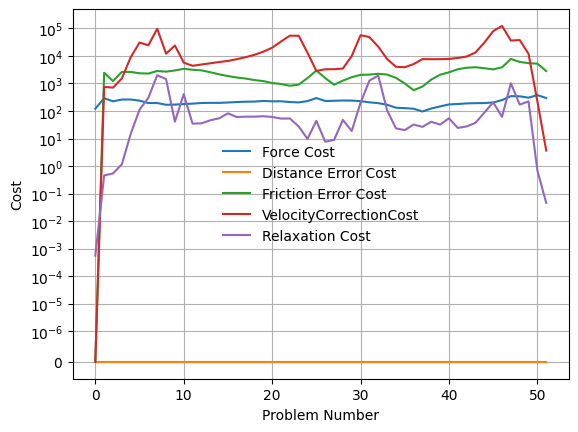 10^5
10^4
10^3
10^2
10^1
10^0
10^−1
10^−2
10^−3
10^−4
10^−5
10^−6
0
Cost
Force Cost
Distance Error Cost
Friction Error Cost
VelocityCorrectionCost
Relaxation Cost
0 10 20 30 40 50
Problem Number